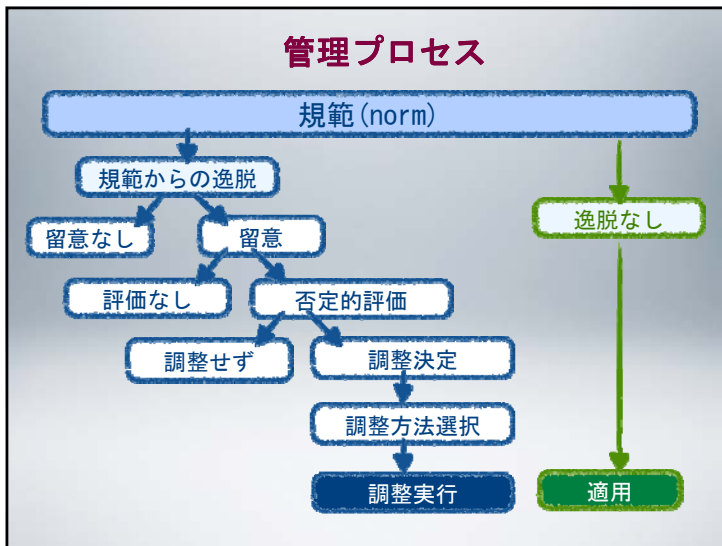 管理プロセス
規範(norm)
規範からの逸脱
逸脱なし
留意なし
留意
評価なし
否定的評価
調整せず
調整決定
調整方法選択
調整実行
適用